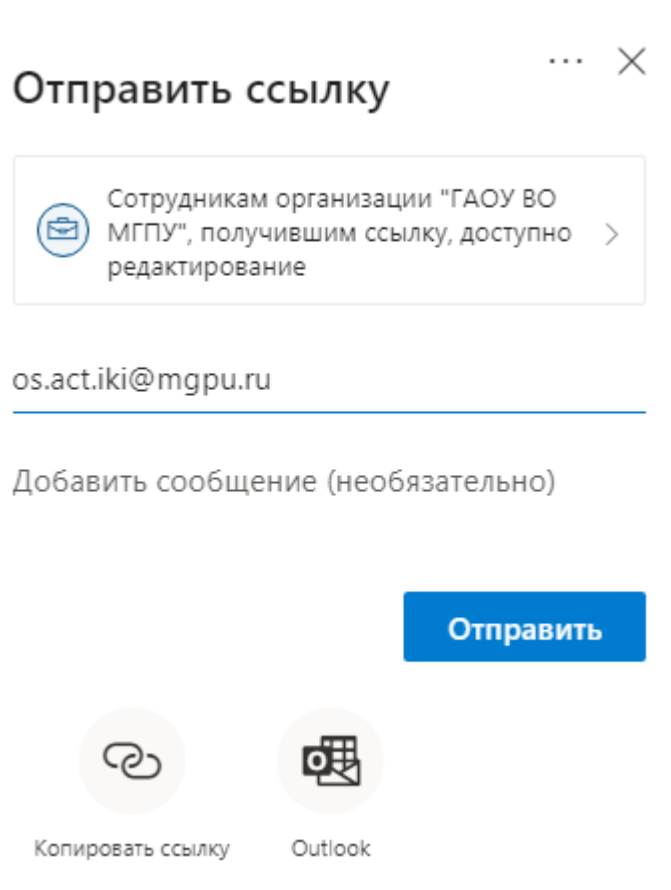 Отправить ссылку
Сотрудникам организации "ГАОУ ВО
МГПУ", получившим ссылку, доступно
редактирование
os.act.iki@mgpu.ru
Добавить сообщение (необязательно)
Отправить
Копировать ссылку
Outlook